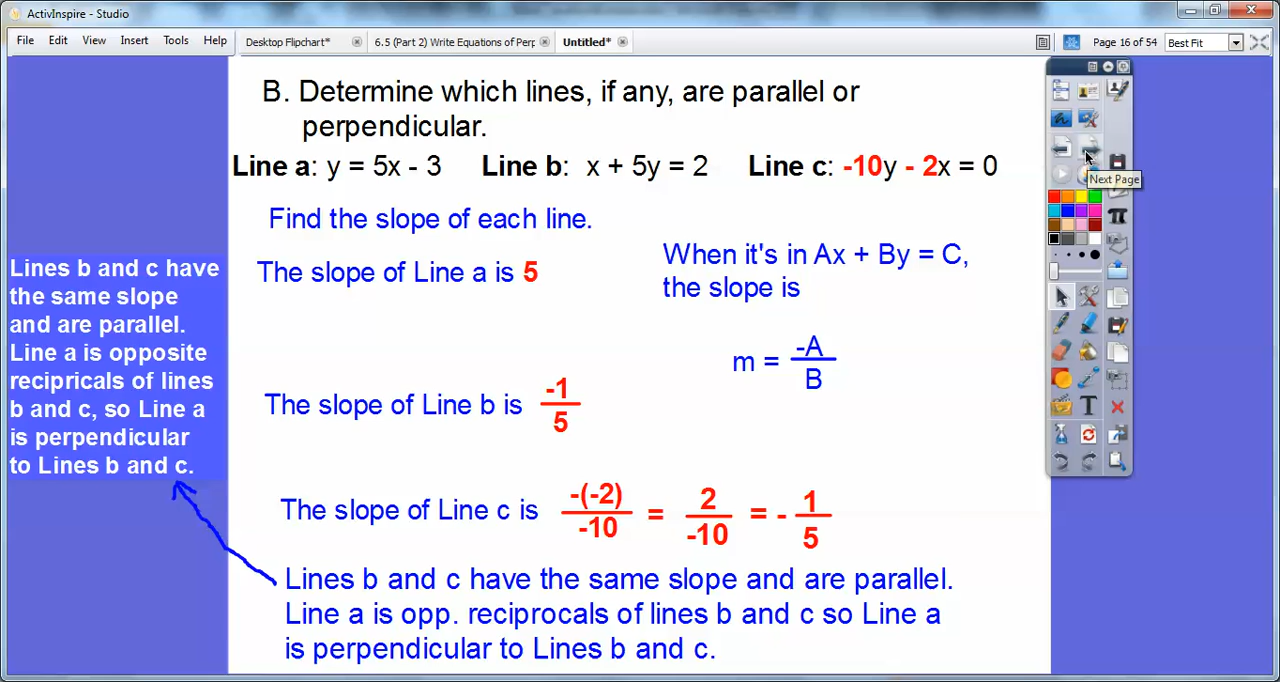 ActivInspire - Studio
File Edit View Insert Tools Help
Desktop Flipchart* 6.5 (Part 2) Write Equations of Perp Untitled*
Page 16 of 54 Best Fit
B. Determine which lines, if any, are parallel or
perpendicular.
Line a: y = 5x - 3 Line b: x + 5y = 2 Line c: -10y - 2x = 0
Next Page
Find the slope of each line.
The slope of Line a is 5
When it's in Ax + By = C,
the slope is
m = -A
B
The slope of Line b is -1
5
The slope of Line c is -(-2) = 2 = - 1
-10 -10 5
Lines b and c have the same slope and are parallel.
Line a is opp. reciprocals of lines b and c so Line a
is perpendicular to Lines b and c.
Lines b and c have
the same slope
and are parallel.
Line a is opposite
recipricals of lines
b and c, so Line a
is perpendicular
to Lines b and c.
π
T